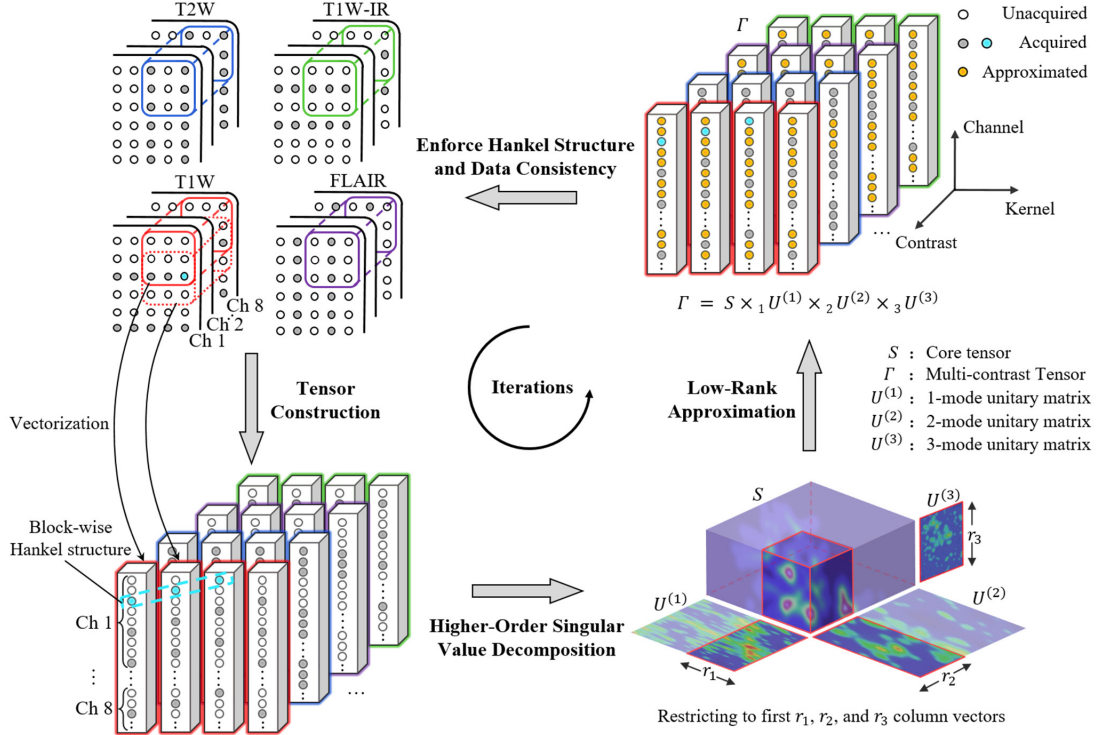 T2W
T1W-IR
Γ
Unacquired
Acquired
Approximated
Enforce Hankel Structure
and Data Consistency
Channel
Kernel
Contrast
...
T1W
FLAIR
Ch 8
Ch 2
Ch 1
Γ = S ×₁ U⁽¹⁾ ×₂ U⁽²⁾ ×₃ U⁽³⁾
Vectorization
Tensor
Construction
Iterations
Low-Rank
Approximation
S : Core tensor
Γ : Multi-contrast Tensor
U⁽¹⁾ : 1-mode unitary matrix
U⁽²⁾ : 2-mode unitary matrix
U⁽³⁾ : 3-mode unitary matrix
Block-wise
Hankel structure
Ch 1
Ch 8
...
Higher-Order Singular
Value Decomposition
S
U⁽³⁾
r₃
U⁽¹⁾
U⁽²⁾
r₁
r₂
Restricting to first r₁, r₂, and r₃ column vectors